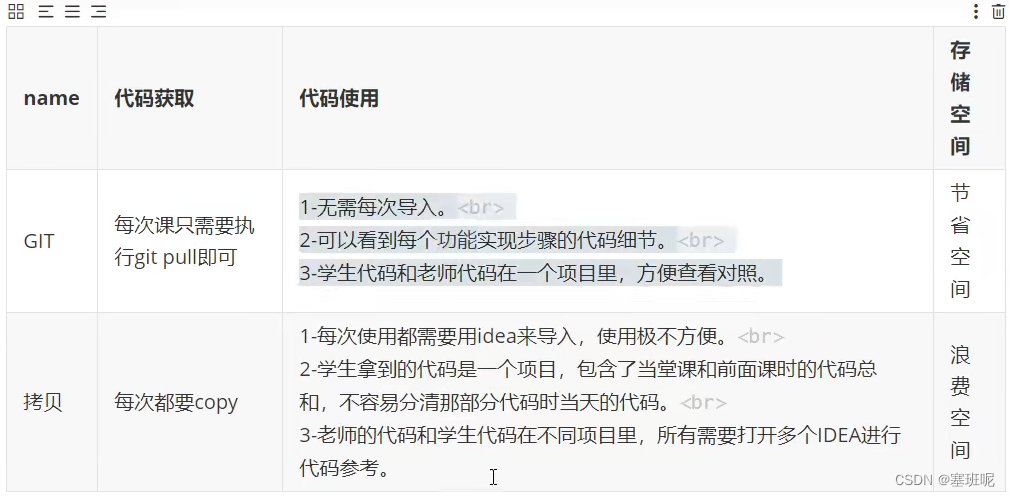 name
代码获取
代码使用
存
储
空
间
GIT
每次课只需要执
行git pull即可
1-无需每次导入。<br>
2-可以看到每个功能实现步骤的代码细节。<br>
3-学生代码和老师代码在一个项目里，方便查看对照。
节
省
空
间
拷贝
每次都要copy
1-每次使用都需要用idea来导入，使用极不方便。<br>
2-学生拿到的代码是一个项目，包含了当堂课和前面课时的代码总
和，不容易分清那部分代码时当天的代码。<br>
3-老师的代码和学生代码在不同项目里，所有需要打开多个IDEA进行
代码参考。
浪
费
空
间
CSDN @塞班呢